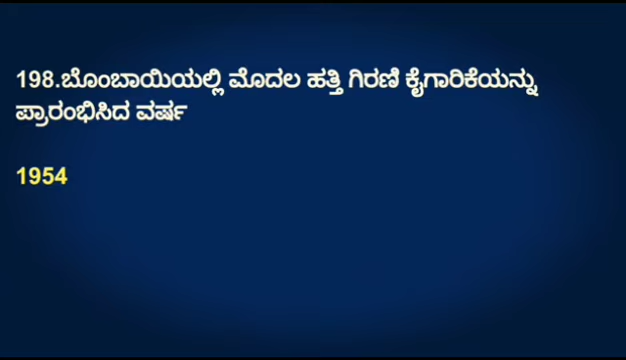 198.ಬೊಂಬಾಯಿಯಲ್ಲಿ ಮೊದಲ ಹತ್ತಿ ಗಿರಣಿ ಕೈಗಾರಿಕೆಯನ್ನು
ಪ್ರಾರಂಭಿಸಿದ ವರ್ಷ
1954